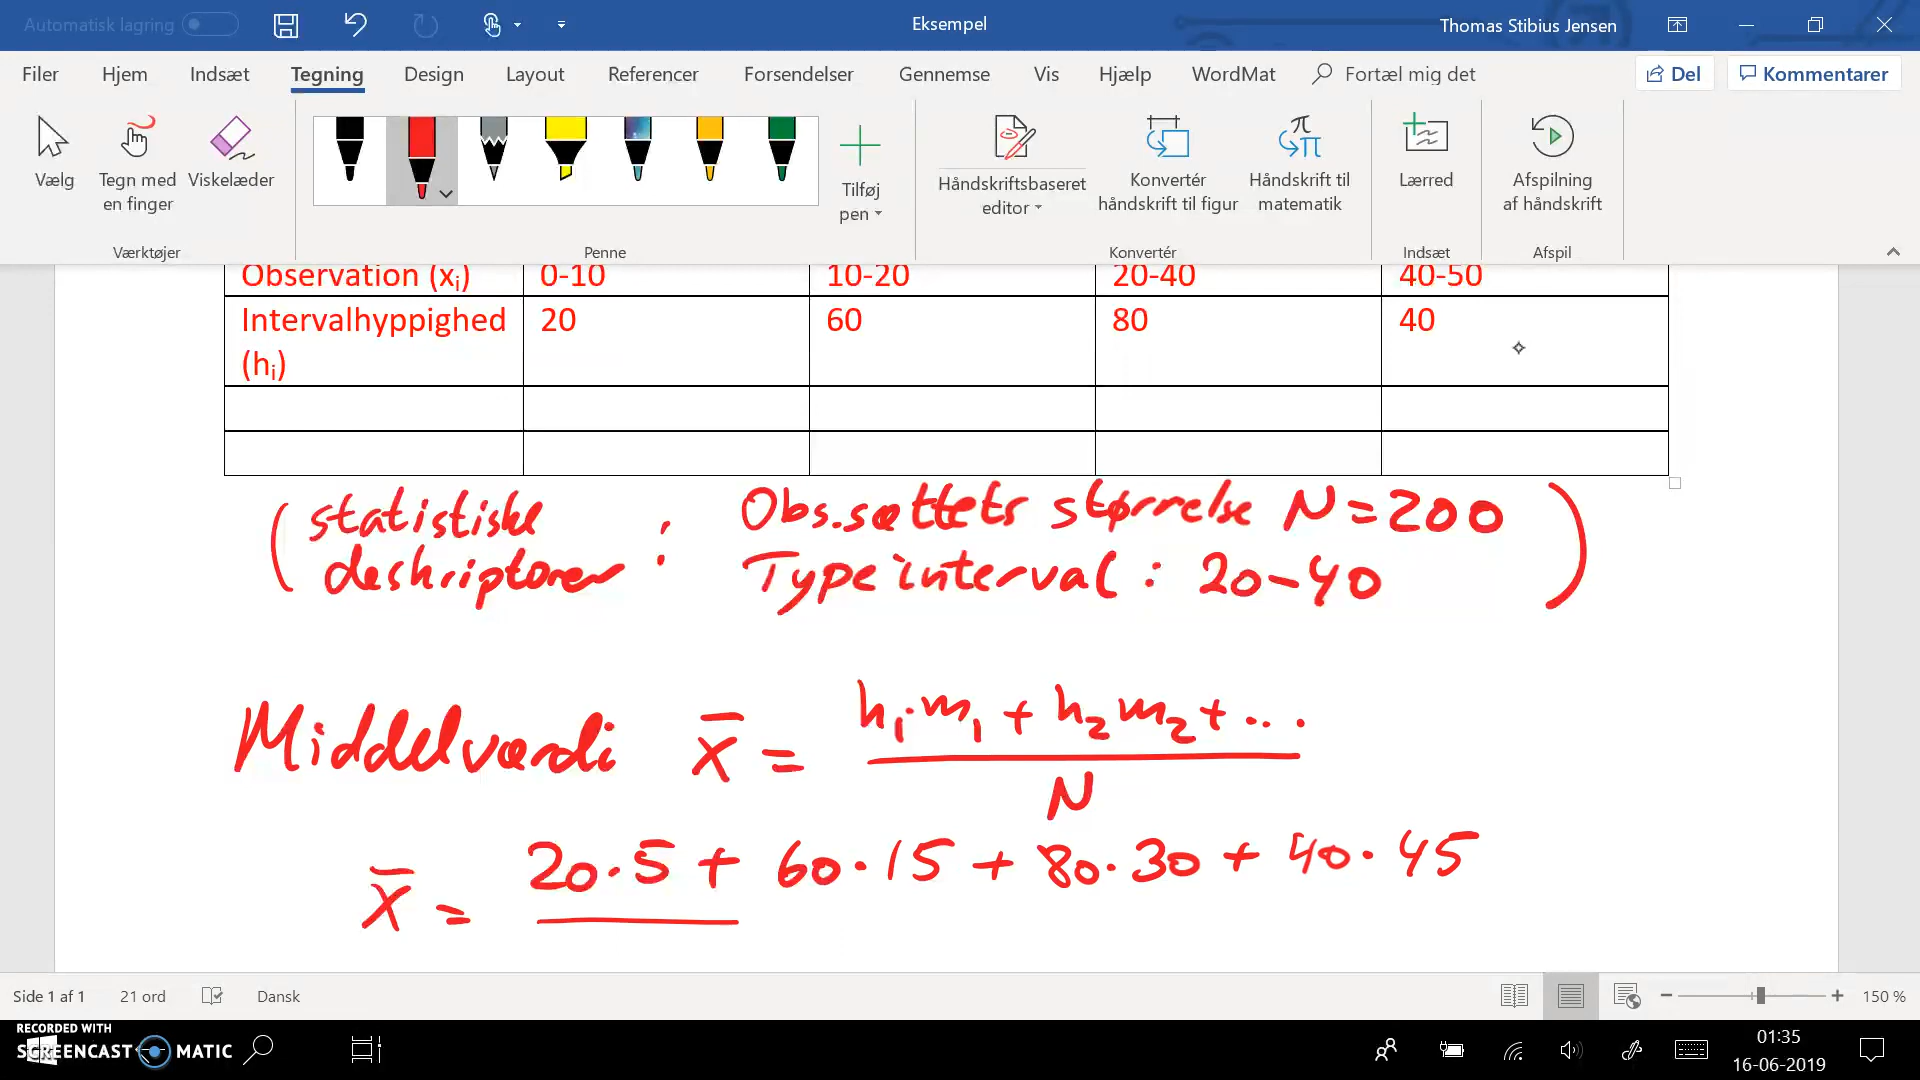 Automatisk lagring
Eksempel
Thomas Stibius Jensen
Filer Hjem Indsæt Tegning Design Layout Referencer Forsendelser Gennemse Vis Hjælp WordMat Fortæl mig det Del Kommentarer
Vælg
Tegn med
en finger
Viskelæder
Tilføj
pen
Håndskriftsbaseret
editor
Konvertér
håndskrift til figur
Håndskrift til
matematik
Lærred
Afspilning
af håndskrift
Værktøjer Penne Konvertér Indsæt Afspil
Observation (xᵢ) 0-10 10-20 20-40 40-50
Intervalhyppighed 20 60 80 40
(hᵢ)
(statistiske
deskriptorer : Obs.sættets størrelse N = 200
Typeinterval : 20-40 )
Middelværdi x̄ = h₁·m₁ + h₂m₂ + ...
N
x̄ = 20·5 + 60·15 + 80·30 + 40·45
Side 1 af 1 21 ord Dansk 150 %
RECORDED WITH
SCREENCAST MATIC
01:35
16-06-2019